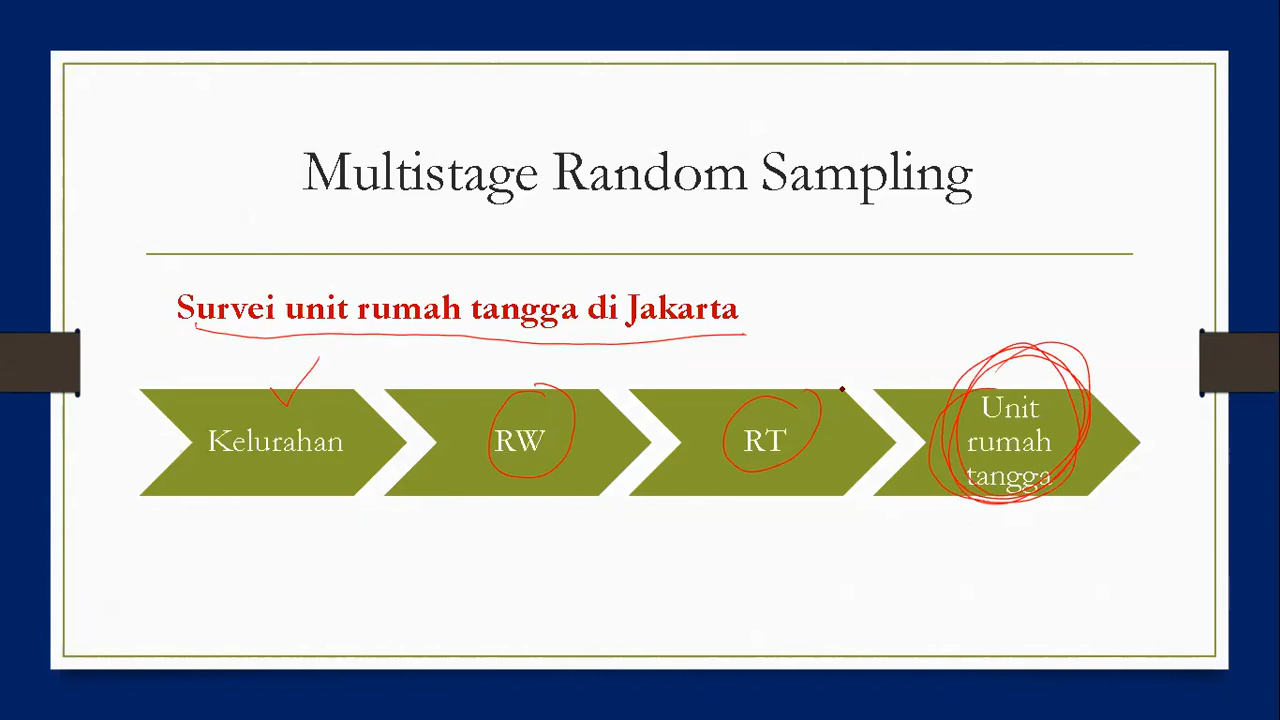 Multistage Random Sampling
Survei unit rumah tangga di Jakarta
Kelurahan
RW
RT
Unit
rumah
tangga